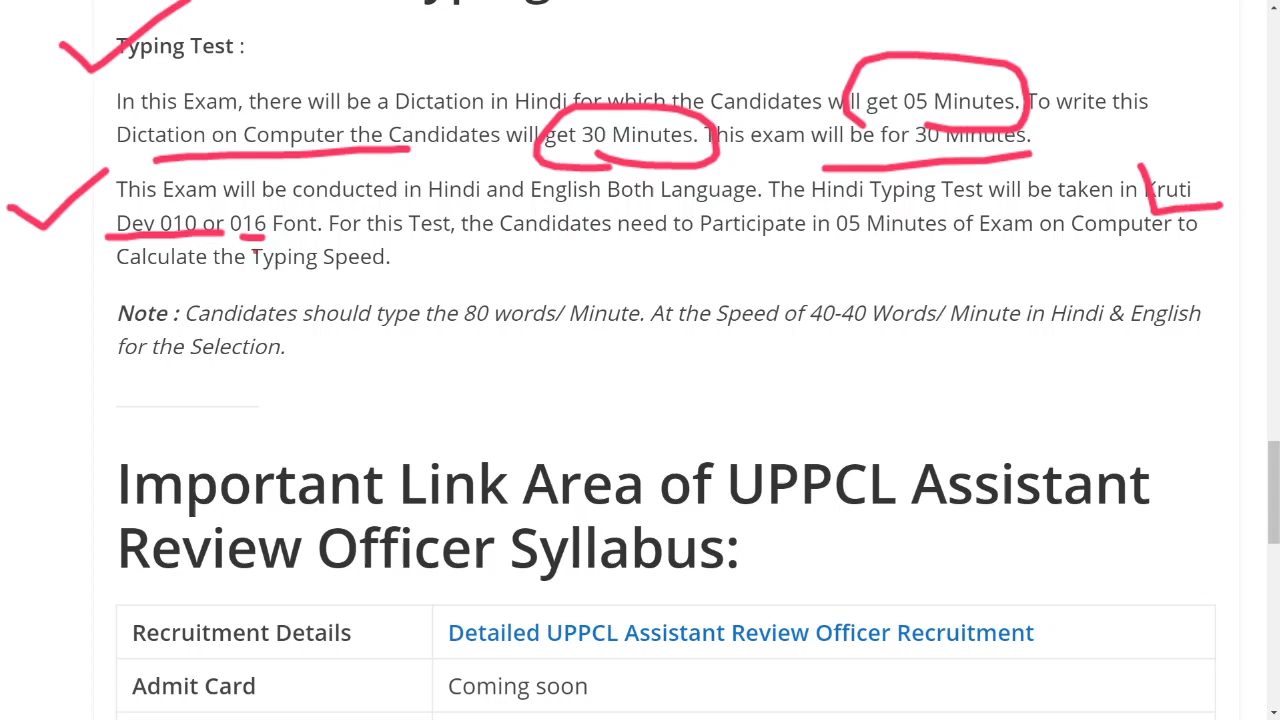 Typing Test :
In this Exam, there will be a Dictation in Hindi for which the Candidates will get 05 Minutes. To write this
Dictation on Computer the Candidates will get 30 Minutes. This exam will be for 30 Minutes.
This Exam will be conducted in Hindi and English Both Language. The Hindi Typing Test will be taken in Kruti
Dev 010 or 016 Font. For this Test, the Candidates need to Participate in 05 Minutes of Exam on Computer to
Calculate the Typing Speed.
Note : Candidates should type the 80 words/ Minute. At the Speed of 40-40 Words/ Minute in Hindi & English
for the Selection.
Important Link Area of UPPCL Assistant
Review Officer Syllabus:
Recruitment Details Detailed UPPCL Assistant Review Officer Recruitment
Admit Card Coming soon